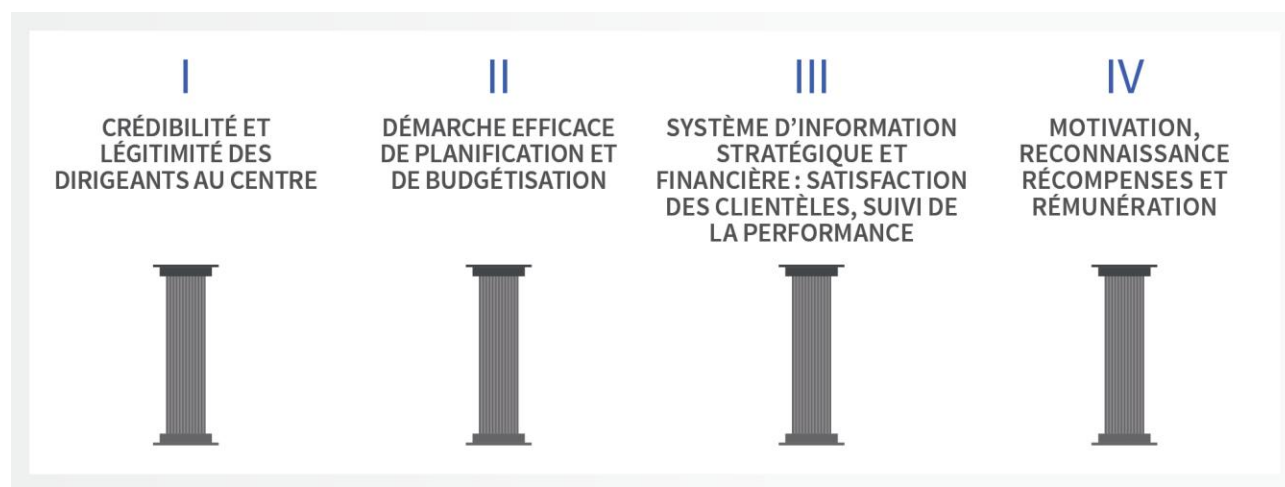 I
CRÉDIBILITÉ ET
LÉGITIMITÉ DES
DIRIGEANTS AU CENTRE
II
DÉMARCHE EFFICACE
DE PLANIFICATION ET
DE BUDGÉTISATION
III
SYSTÈME D’INFORMATION
STRATÉGIQUE ET
FINANCIÈRE : SATISFACTION
DES CLIENTÈLES, SUIVI DE
LA PERFORMANCE
IV
MOTIVATION,
RECONNAISSANCE
RÉCOMPENSES ET
RÉMUNÉRATION